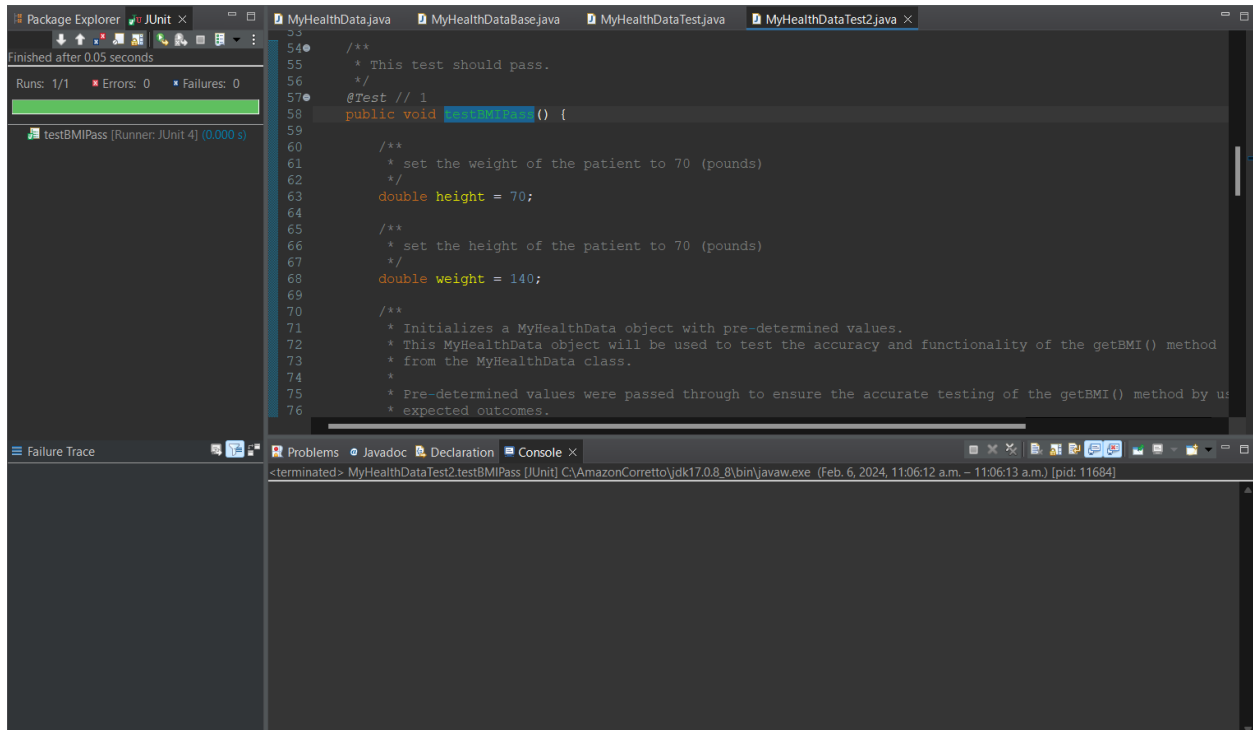 Package Explorer JUnit ×
Finished after 0.05 seconds
Runs: 1/1 Errors: 0 Failures: 0
testBMIPass [Runner: JUnit 4] (0.000 s)
Failure Trace
MyHealthData.java MyHealthDataBase.java MyHealthDataTest.java MyHealthDataTest2.java ×
53
54 /**
55 * This test should pass.
56 */
57 @Test // 1
58 public void testBMIPass() {
59
60 /**
61 * set the weight of the patient to 70 (pounds)
62 */
63 double height = 70;
64
65 /**
66 * set the height of the patient to 70 (pounds)
67 */
68 double weight = 140;
69
70 /**
71 * Initializes a MyHealthData object with pre-determined values.
72 * This MyHealthData object will be used to test the accuracy and functionality of the getBMI() method
73 * from the MyHealthData class.
74 *
75 * Pre-determined values were passed through to ensure the accurate testing of the getBMI() method by
76 * expected outcomes.
Problems Javadoc Declaration Console ×
<terminated> MyHealthDataTest2.testBMIPass [JUnit] C:\AmazonCorretto\jdk17.0.8_8\bin\javaw.exe (Feb. 6, 2024, 11:06:12 a.m. – 11:06:13 a.m.) [pid: 11684]